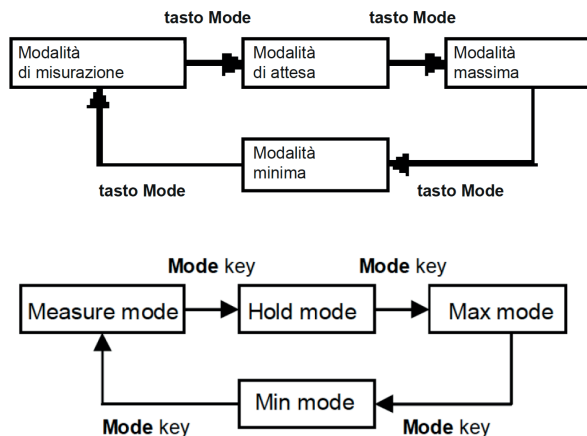 tasto Mode
tasto Mode
Modalità
di misurazione
Modalità
di attesa
Modalità
massima
Modalità
minima
tasto Mode
tasto Mode
Mode key
Mode key
Measure mode
Hold mode
Max mode
Min mode
Mode key
Mode key